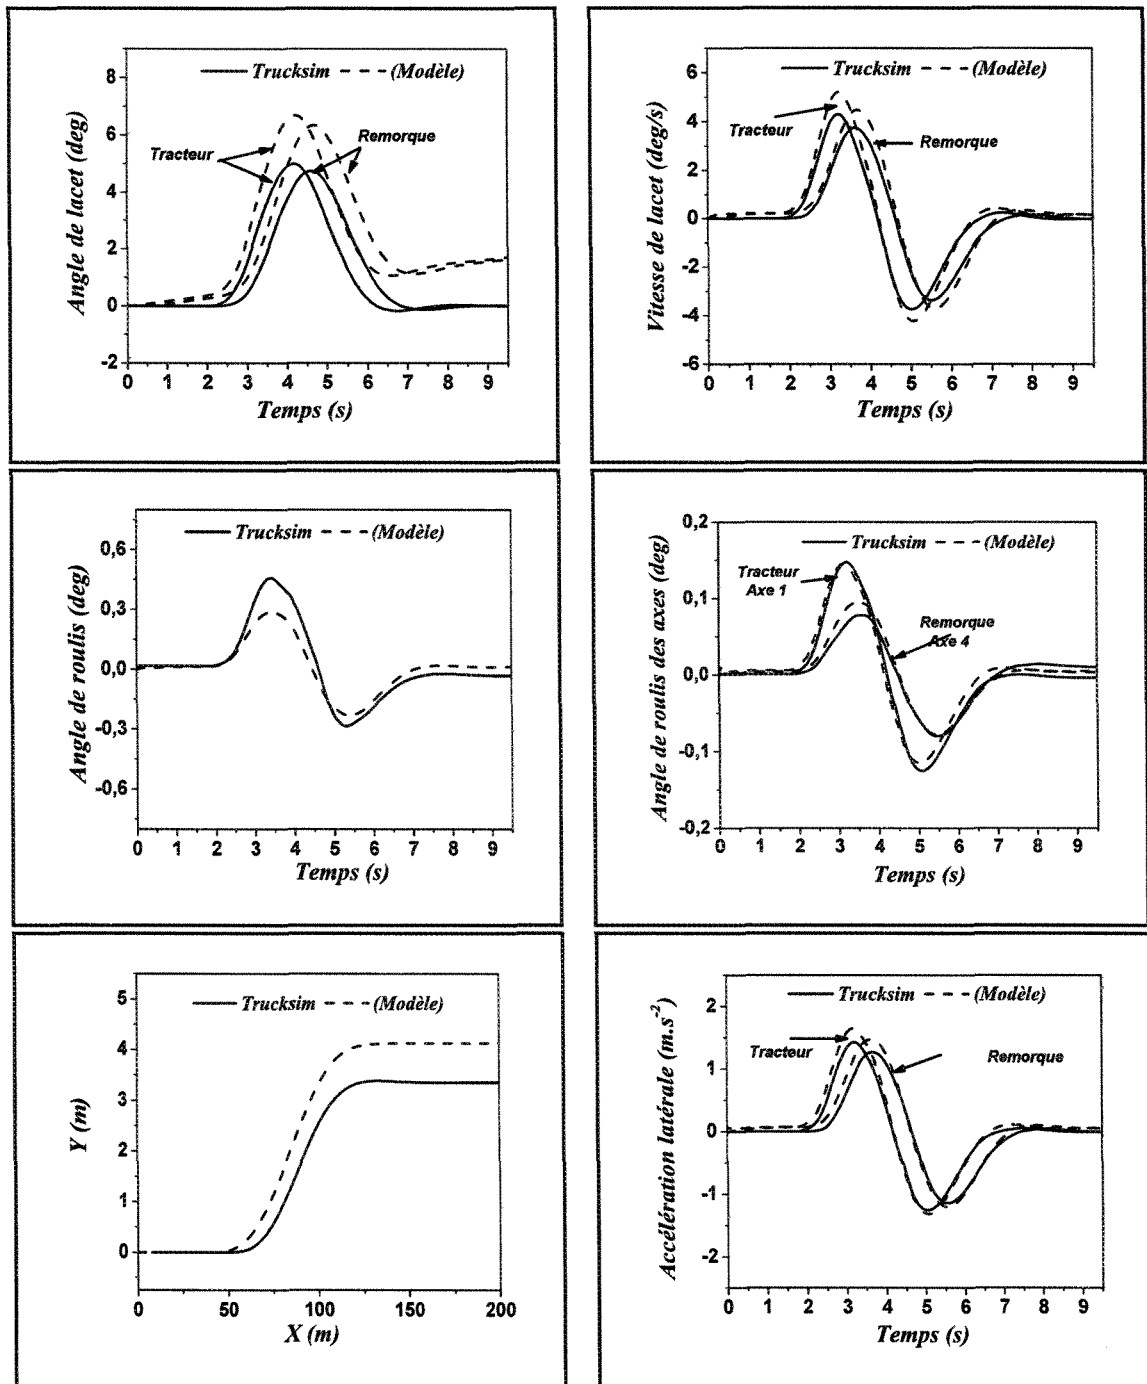 Trucksim (Modèle)
Tracteur
Remorque
Angle de lacet (deg)
8
6
4
2
0
-2
0 1 2 3 4 5 6 7 8 9
Temps (s)
Trucksim (Modèle)
Tracteur
Remorque
Vitesse de lacet (deg/s)
6
4
2
0
-2
-4
-6
0 1 2 3 4 5 6 7 8 9
Temps (s)
Trucksim (Modèle)
Angle de roulis (deg)
0,6
0,3
0,0
-0,3
-0,6
0 1 2 3 4 5 6 7 8 9
Temps (s)
Trucksim (Modèle)
Tracteur
Axe 1
Remorque
Axe 4
Angle de roulis des axes (deg)
0,2
0,1
0,0
-0,1
-0,2
0 1 2 3 4 5 6 7 8 9
Temps (s)
Trucksim (Modèle)
Y (m)
5
4
3
2
1
0
0 50 100 150 200
X (m)
Trucksim (Modèle)
Tracteur
Remorque
Accélération latérale (m.s-2)
2
1
0
-1
-2
0 1 2 3 4 5 6 7 8 9
Temps (s)